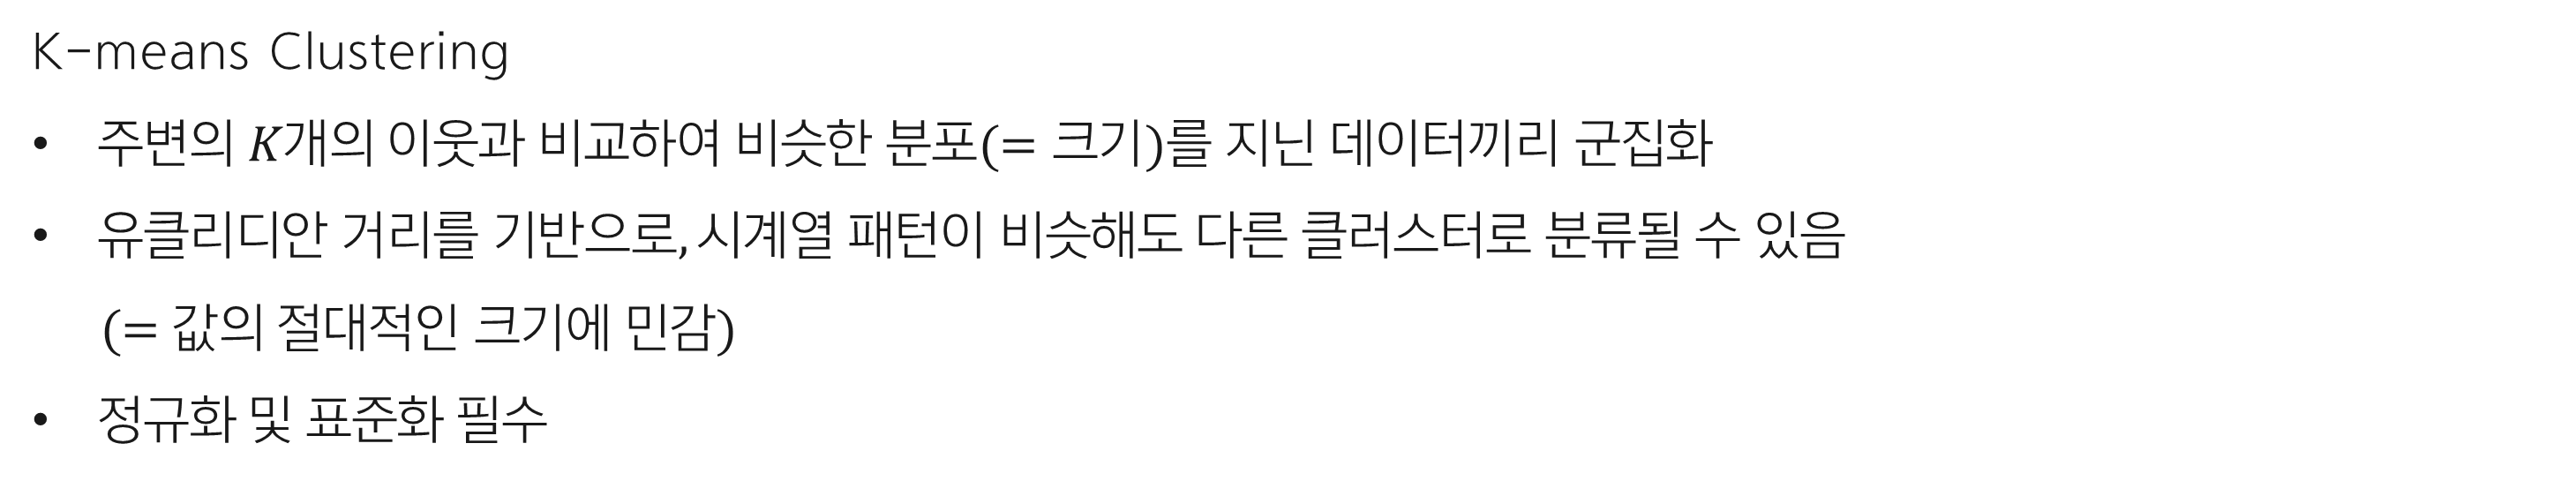 K-means Clustering
• 주변의 K개의 이웃과 비교하여 비슷한 분포(= 크기)를 지닌 데이터끼리 군집화
• 유클리디안 거리를 기반으로, 시계열 패턴이 비슷해도 다른 클러스터로 분류될 수 있음
(= 값의 절대적인 크기에 민감)
• 정규화 및 표준화 필수